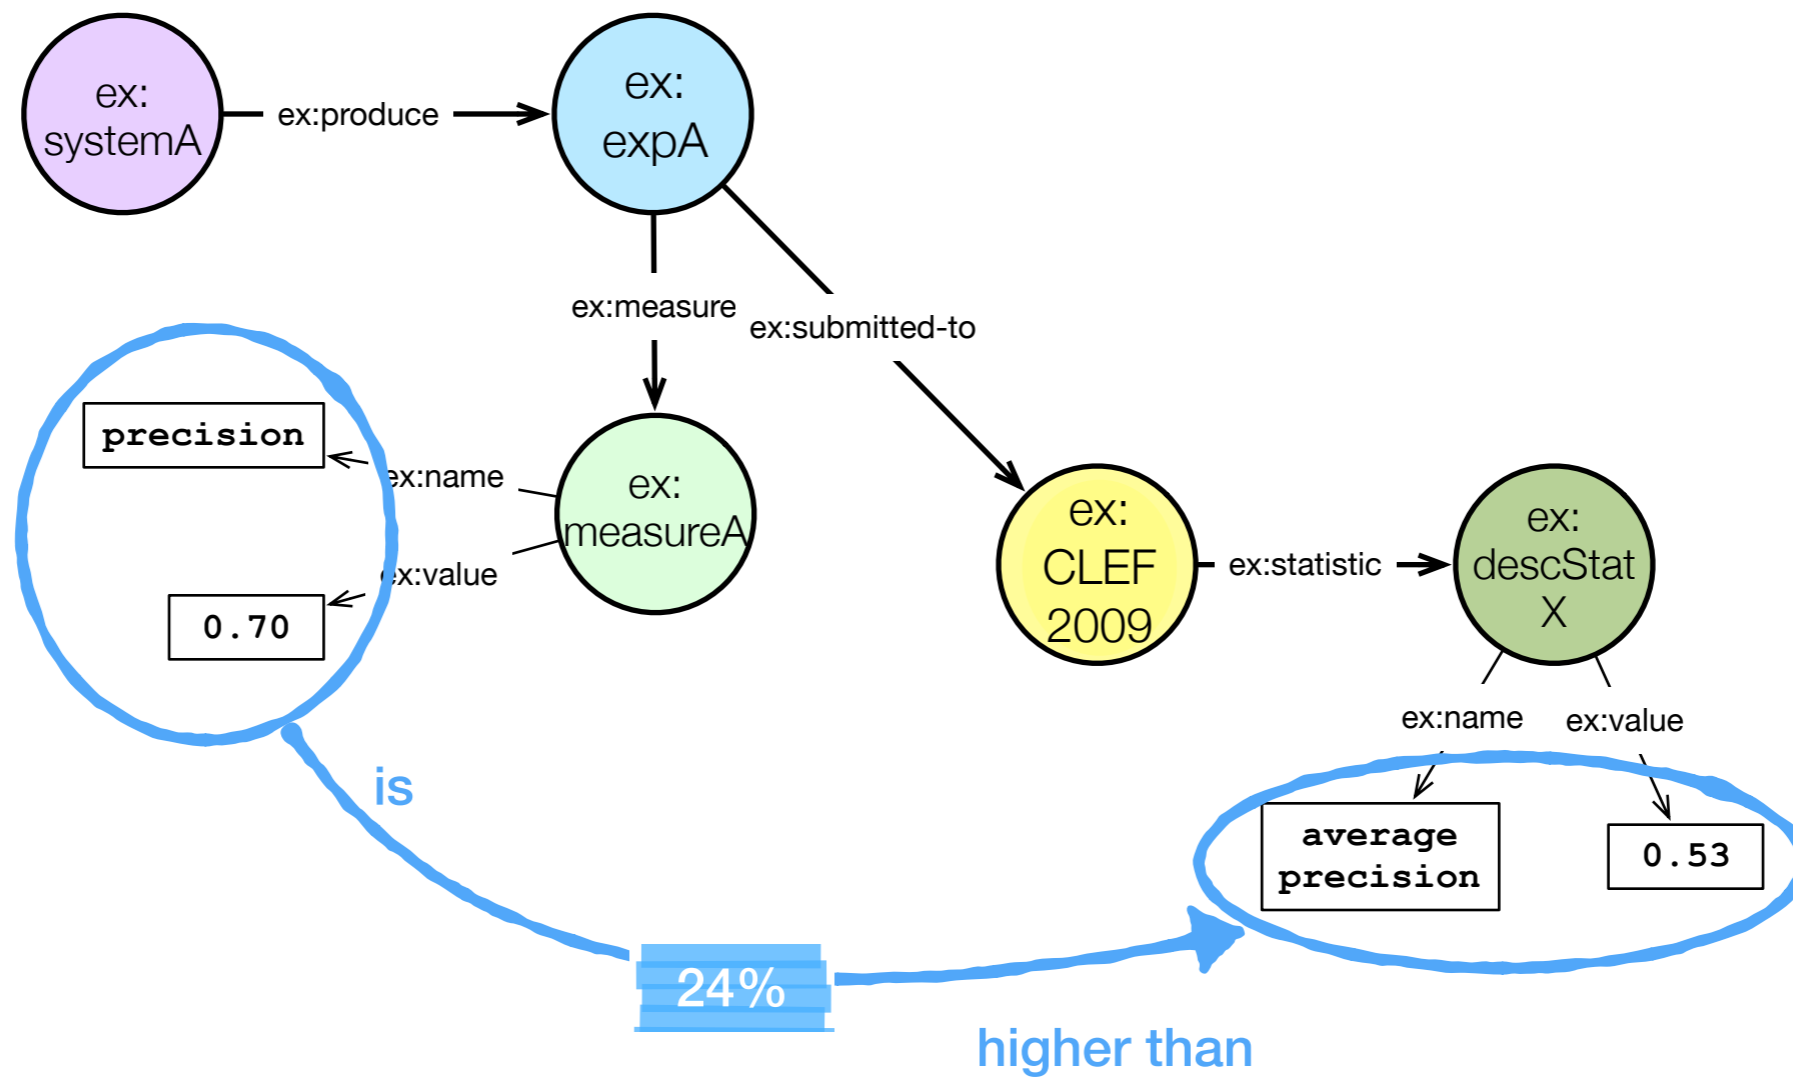 ex:
systemA
ex:produce
ex:
expA
ex:measure
ex:submitted-to
precision
ex:name
ex:
measureA
ex:value
0.70
ex:
CLEF
2009
ex:statistic
ex:
descStat
X
ex:name
ex:value
average
precision
0.53
is
24%
higher than